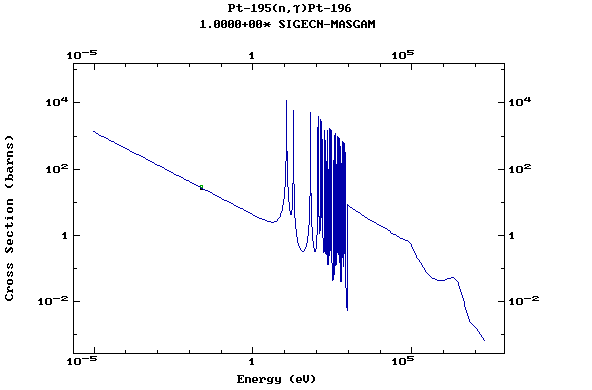 Pt-195(n,γ)Pt-196
1.0000+00* SIGECN-MASGAM
10⁻⁵ 1 10⁵
10⁴ 10⁴
10² 10²
1 1
10⁻² 10⁻²
Cross Section (barns)
10⁻⁵ 1 10⁵
Energy (eV)